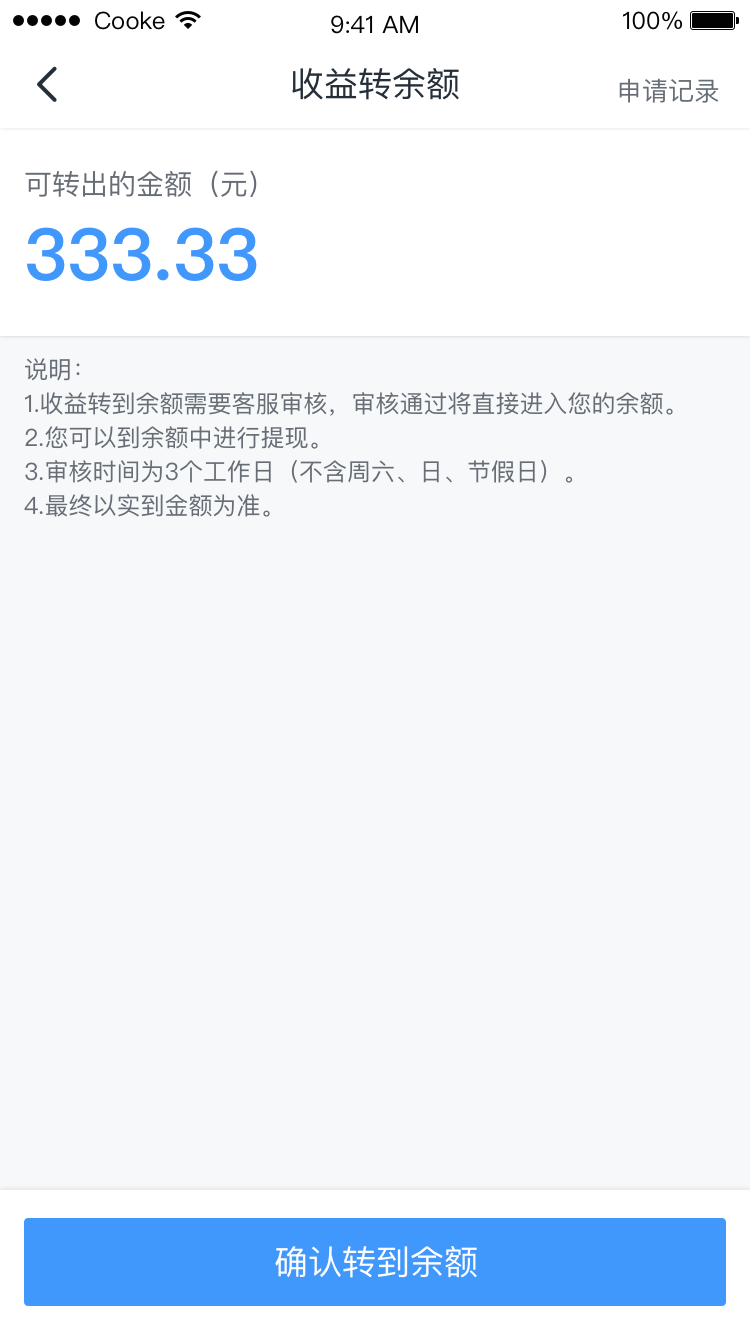 Cooke
9:41 AM
100%
收益转余额
申请记录
可转出的金额（元）
333.33
说明：
1.收益转到余额需要客服审核，审核通过将直接进入您的余额。
2.您可以到余额中进行提现。
3.审核时间为3个工作日（不含周六、日、节假日）。
4.最终以实到金额为准。
确认转到余额